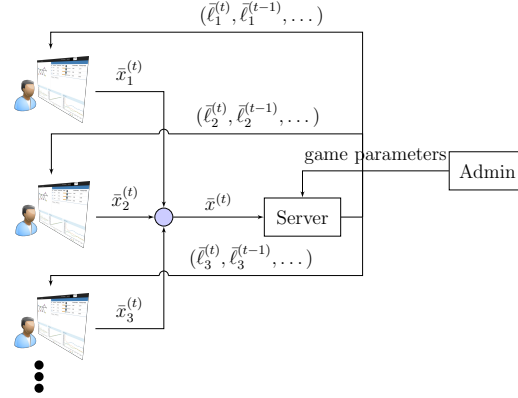 (ℓ̄₁⁽ᵗ⁾, ℓ̄₁⁽ᵗ⁻¹⁾, . . . )
x̄₁⁽ᵗ⁾
(ℓ̄₂⁽ᵗ⁾, ℓ̄₂⁽ᵗ⁻¹⁾, . . . )
game parameters
Admin
x̄₂⁽ᵗ⁾
x̄⁽ᵗ⁾
Server
(ℓ̄₃⁽ᵗ⁾, ℓ̄₃⁽ᵗ⁻¹⁾, . . . )
x̄₃⁽ᵗ⁾